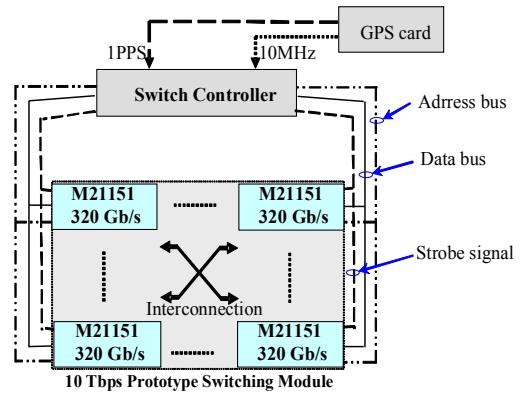 GPS card
1PPS
10MHz
Switch Controller
Adrress bus
Data bus
M21151
320 Gb/s
M21151
320 Gb/s
Strobe signal
Interconnection
M21151
320 Gb/s
M21151
320 Gb/s
10 Tbps Prototype Switching Module